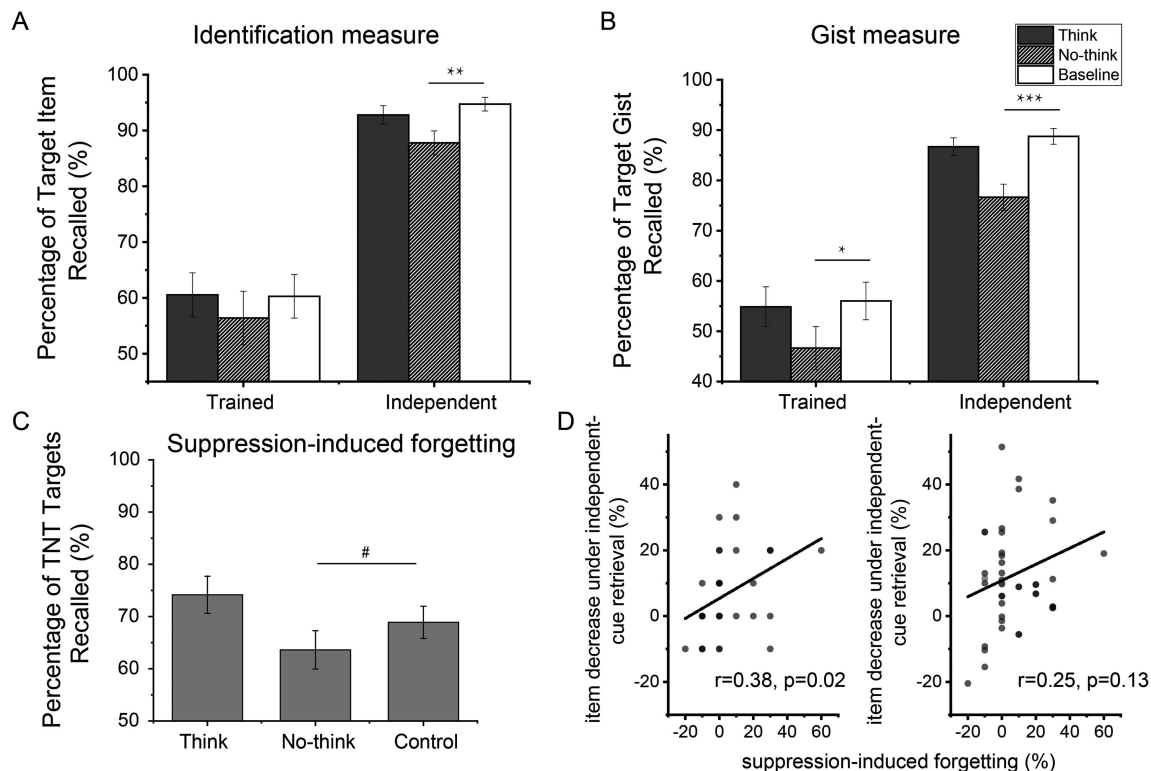 A
Identification measure
Percentage of Target Item
Recalled (%)
100
90
80
70
60
50
**
Trained
Independent
B
Gist measure
Think
No-think
Baseline
Percentage of Target Gist
Recalled (%)
100
90
80
70
60
50
40
*
***
Trained
Independent
C
Suppression-induced forgetting
Percentage of TNT Targets
Recalled (%)
100
90
80
70
60
50
#
Think
No-think
Control
D
item decrease under independent-
cue retrieval (%)
40
20
0
-20
r=0.38, p=0.02
-20
0
20
40
60
item decrease under independent-
cue retrieval (%)
40
20
0
-20
r=0.25, p=0.13
-20
0
20
40
60
suppression-induced forgetting (%)